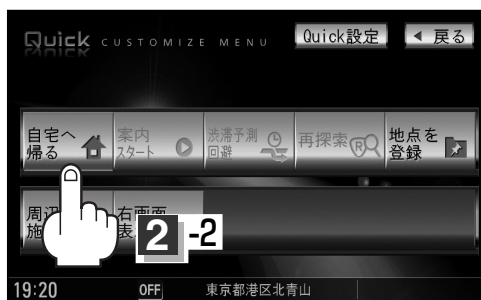 Quick CUSTOMIZE MENU
Quick設定
◀ 戻る
自宅へ
帰る
案内
スタート
渋滞予測
回避
再探索
R
地点を
登録
周辺
施
右画面
表
2-2
19:20
OFF
東京都港区北青山